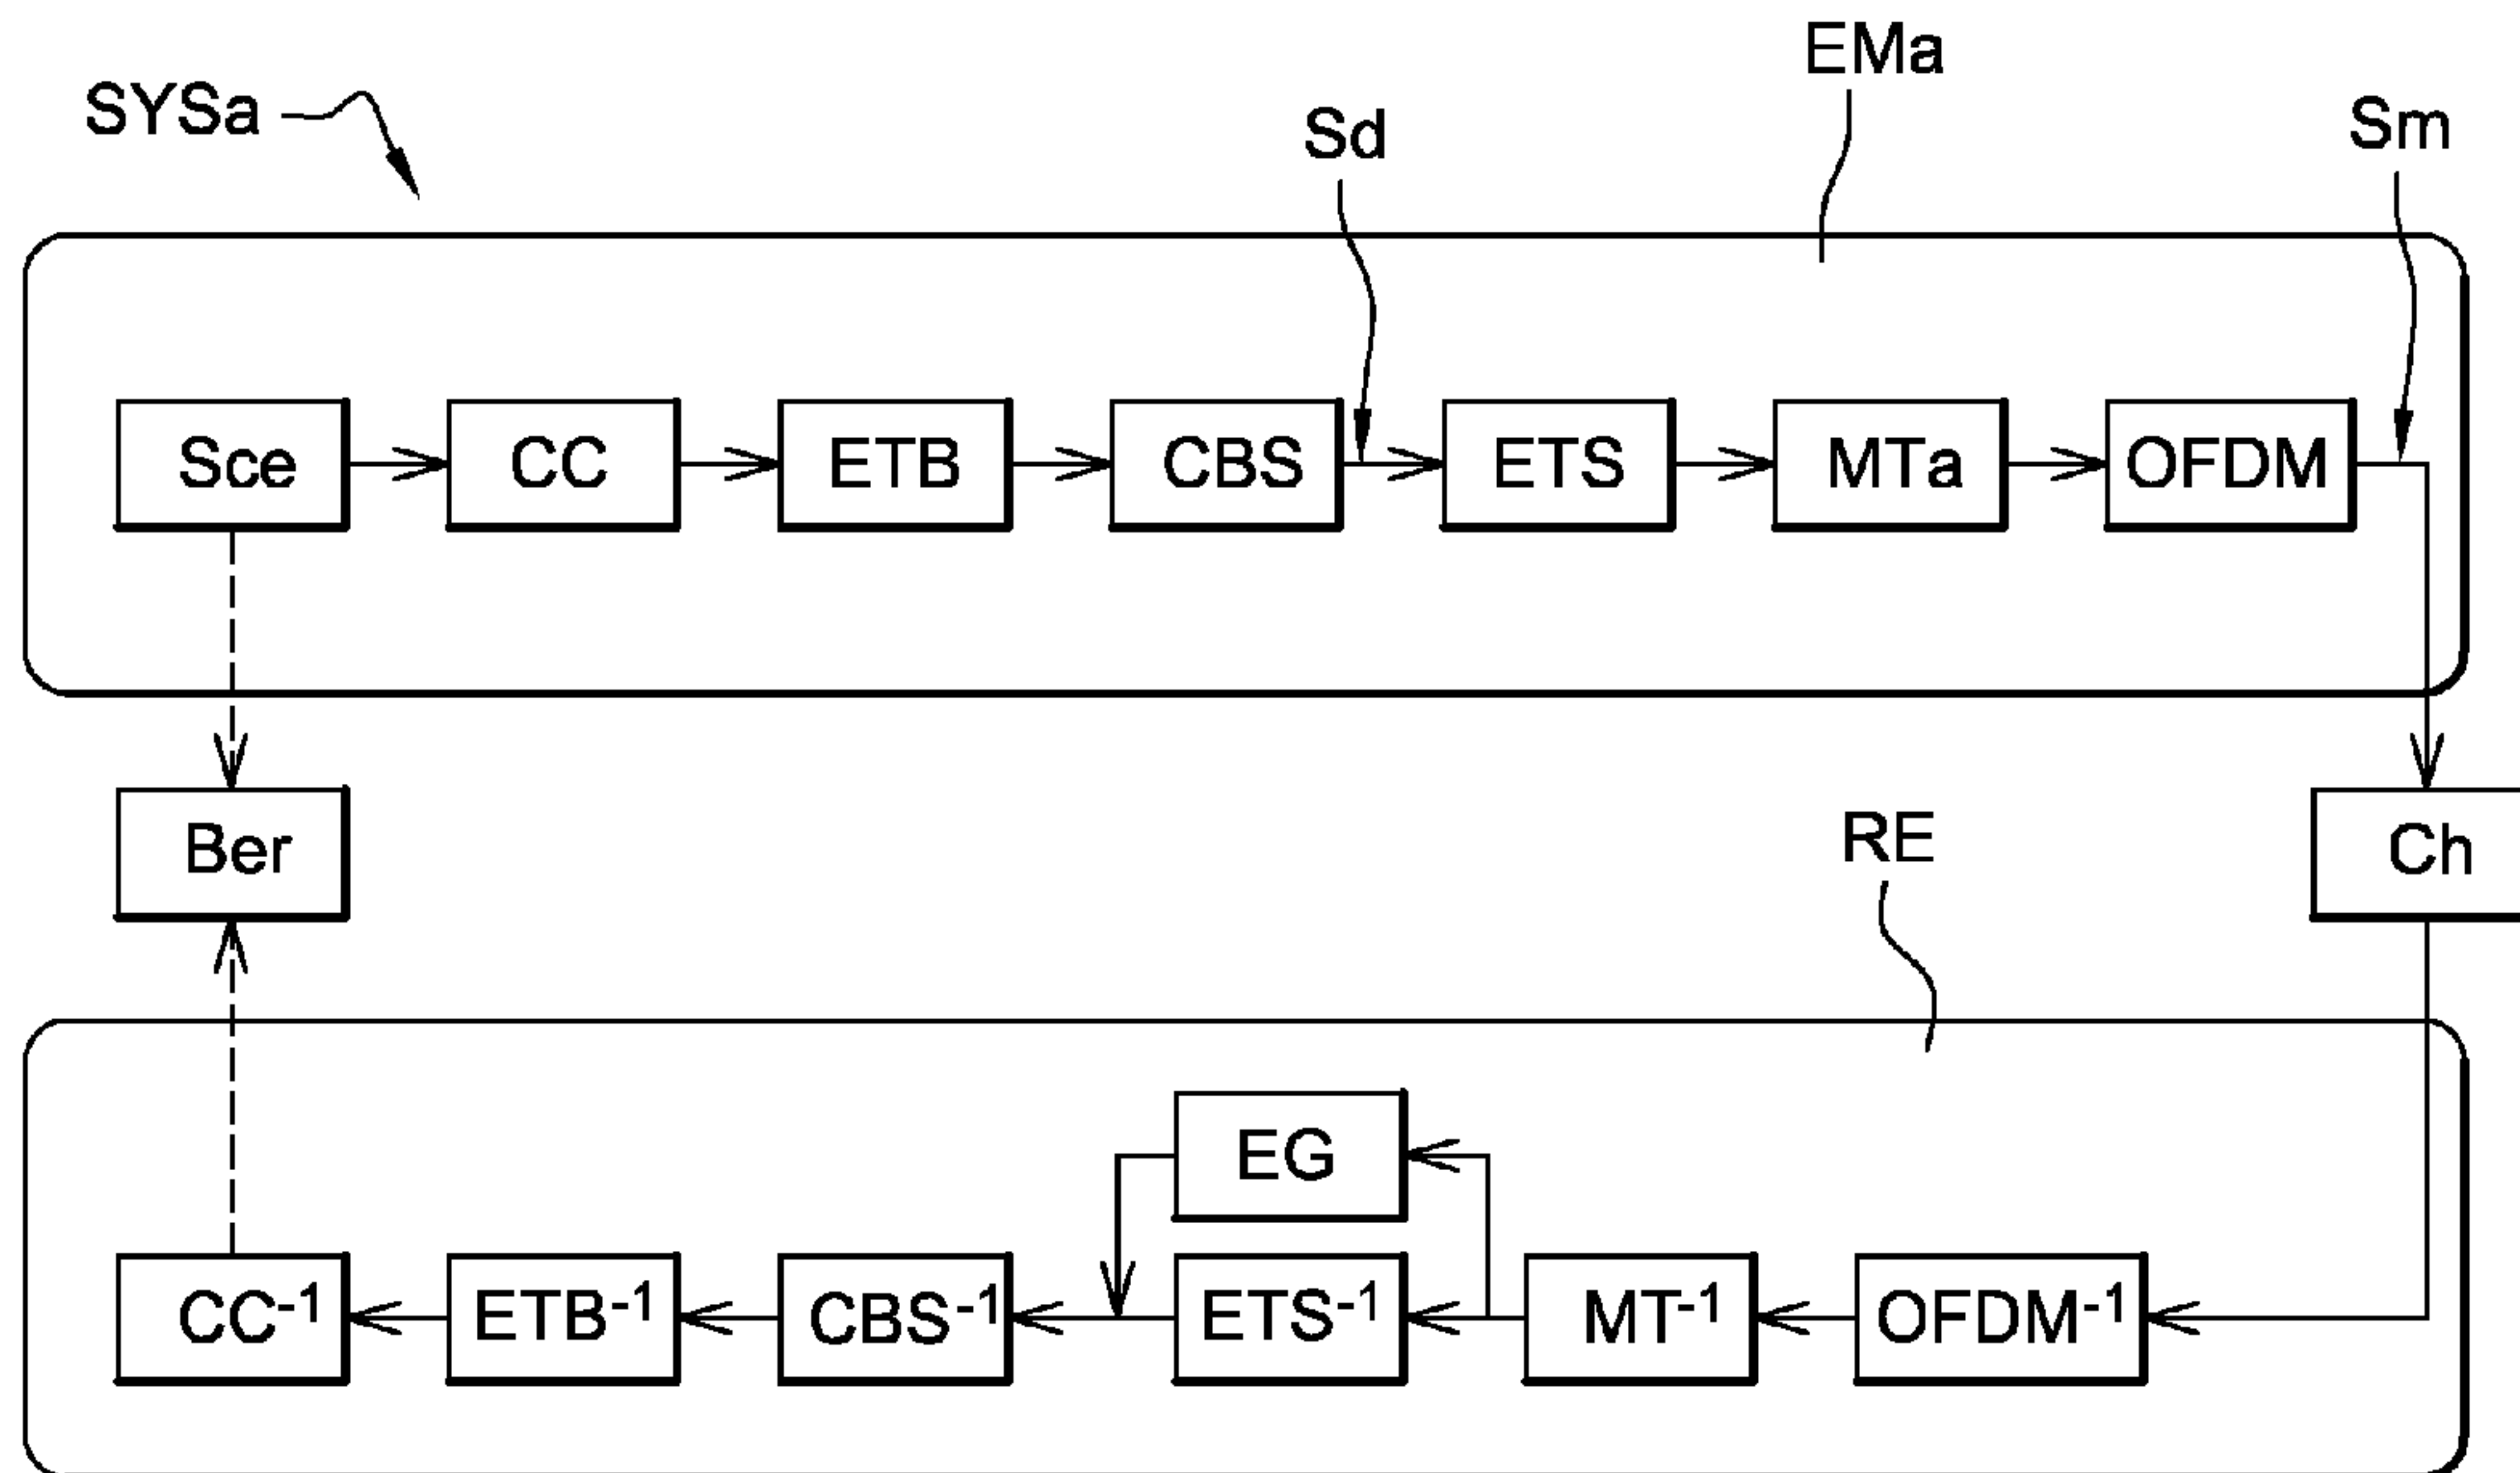 EMa
SYSa
Sd
Sm
Sce
CC
ETB
CBS
ETS
MTa
OFDM
Ber
RE
Ch
EG
CC⁻¹
ETB⁻¹
CBS⁻¹
ETS⁻¹
MT⁻¹
OFDM⁻¹